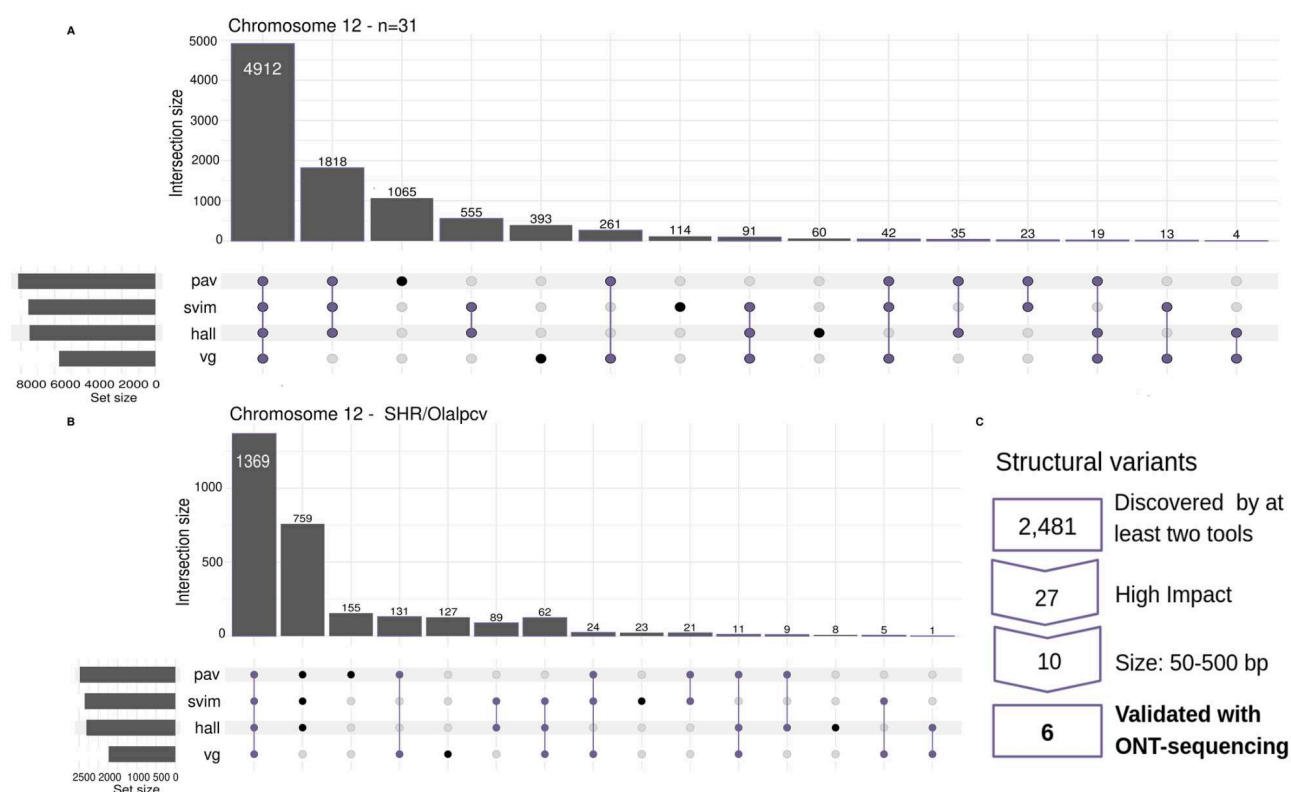 A
Chromosome 12 - n=31
Intersection size
5000
4000
3000
2000
1000
0
4912
1818
1065
555
393
261
114
91
60
42
35
23
19
13
4
pav
svim
hall
vg
8000 6000 4000 2000 0
Set size
B
Chromosome 12 - SHR/Olalpcv
Intersection size
1000
500
0
1369
759
155
131
127
89
62
24
23
21
11
9
8
5
1
pav
svim
hall
vg
2500 2000 1000 500 0
Set size
C
Structural variants
2,481
Discovered by at
least two tools
27
High Impact
10
Size: 50-500 bp
6
Validated with
ONT-sequencing